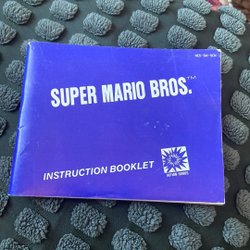 SUPER MARIO BROS.™
INSTRUCTION BOOKLET